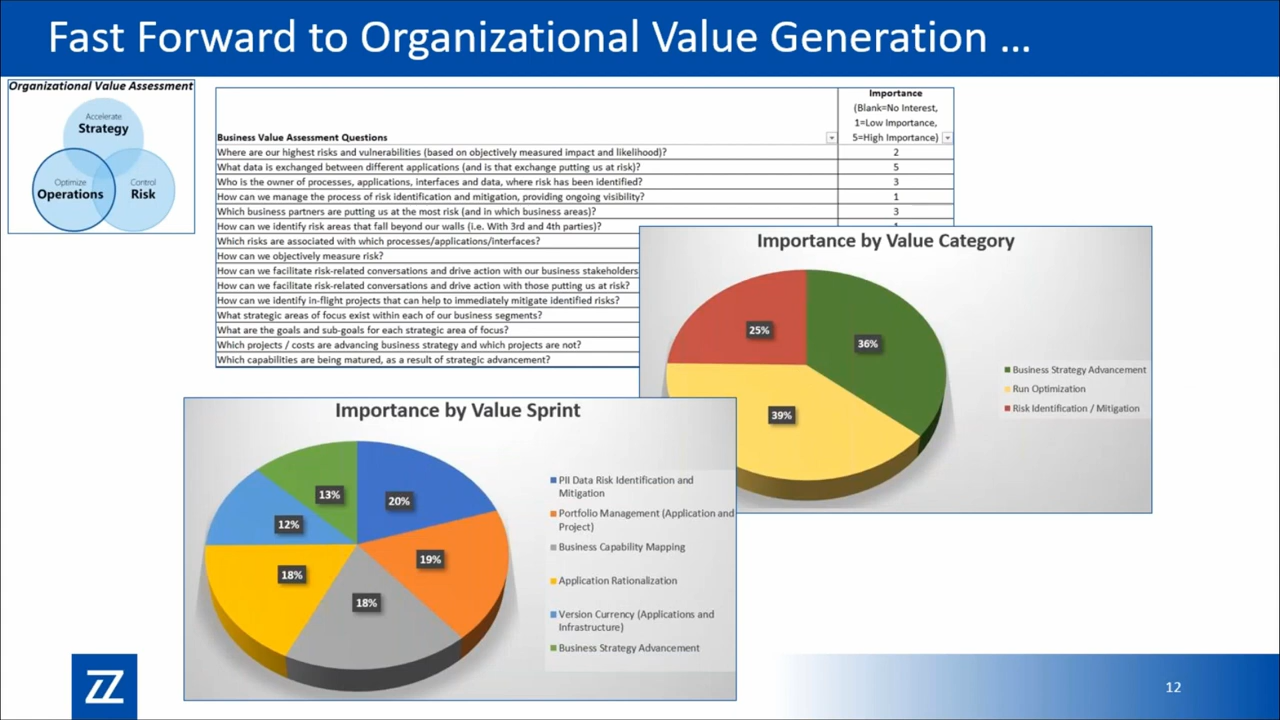 Fast Forward to Organizational Value Generation ...
Organizational Value Assessment
Accelerate
Strategy
Optimize
Operations
Control
Risk
Importance
(Blank=No Interest,
1=Low Importance,
Business Value Assessment Questions 5=High Importance)
Where are our highest risks and vulnerabilities (based on objectively measured impact and likelihood)? 2
What data is exchanged between different applications (and is that exchange putting us at risk)? 5
Who is the owner of processes, applications, interfaces and data, where risk has been identified? 3
How can we manage the process of risk identification and mitigation, providing ongoing visibility? 1
Which business partners are putting us at the most risk (and in which business areas)? 3
How can we identify risk areas that fall beyond our walls (i.e. With 3rd and 4th parties)?
Which risks are associated with which processes/applications/interfaces?
How can we objectively measure risk?
How can we facilitate risk-related conversations and drive action with our business stakeholders
How can we facilitate risk-related conversations and drive action with those putting us at risk?
How can we identify in-flight projects that can help to immediately mitigate identified risks?
What strategic areas of focus exist within each of our business segments?
What are the goals and sub-goals for each strategic area of focus?
Which projects / costs are advancing business strategy and which projects are not?
Which capabilities are being matured, as a result of strategic advancement?
Importance by Value Category
25%
36%
39%
Business Strategy Advancement
Run Optimization
Risk Identification / Mitigation
Importance by Value Sprint
13%
20%
12%
19%
18%
18%
PII Data Risk Identification and
Mitigation
Portfolio Management (Application and
Project)
Business Capability Mapping
Application Rationalization
Version Currency (Applications and
Infrastructure)
Business Strategy Advancement
12